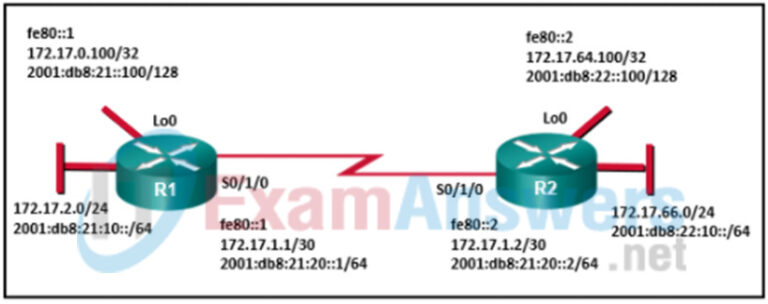 fe80::1
172.17.0.100/32
2001:db8:21::100/128
Lo0
R1
S0/1/0
172.17.2.0/24
2001:db8:21:10::/64
fe80::1
172.17.1.1/30
2001:db8:21:20::1/64
fe80::2
172.17.64.100/32
2001:db8:22::100/128
Lo0
R2
S0/1/0
fe80::2
172.17.1.2/30
2001:db8:21:20::2/64
172.17.66.0/24
2001:db8:22:10::/64
ITExamAnswers
.net